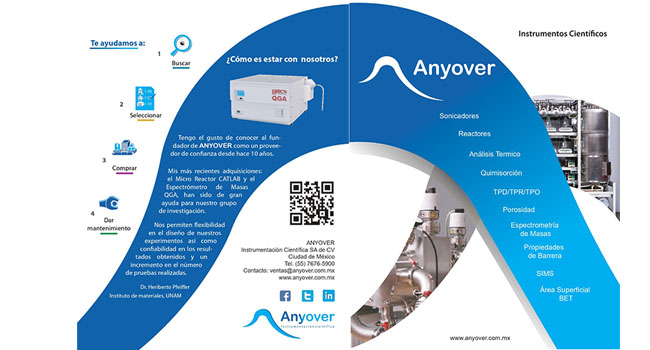 Te ayudamos a:
1
Buscar
2
Seleccionar
3
Comprar
4
Dar
mantenimiento
¿Cómo es estar con nosotros?
HIDEN
QGA
Tengo el gusto de conocer al fun-
dador de ANYOVER como un provee-
dor de confianza desde hace 10 años.
Mis más recientes adquisiciones:
el Micro Reactor CATLAB y el
Espectrómetro de Masas
QGA, han sido de gran
ayuda para nuestro grupo
de investigación.
Nos permiten flexibilidad
en el diseño de nuestros
experimentos así como
confiabilidad en los resul-
tados obtenidos y un
incremento en el número
de pruebas realizadas.
Dr. Heriberto Pfeiffer
Instituto de materiales, UNAM
ANYOVER
Instrumentación Científica SA de CV
Ciudad de México
Tel. (55) 7676-5900
Contacto: ventas@anyover.com.mx
www.anyover.com.mx
Anyover
Instrumentación científica
Instrumentos Científicos
Anyover
Sonicadores
Reactores
Análisis Termico
Quimisorción
TPD/TPR/TPO
Porosidad
Espectrometría
de Masas
Propiedades
de Barrera
SIMS
Área Superficial
BET
www.anyover.com.mx